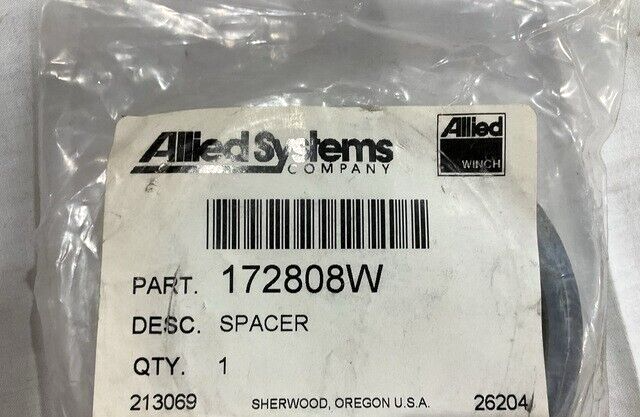 Allied Systems
COMPANY
Allied
WINCH
PART. 172808W
DESC. SPACER
QTY. 1
213069 SHERWOOD, OREGON U.S.A. 26204/